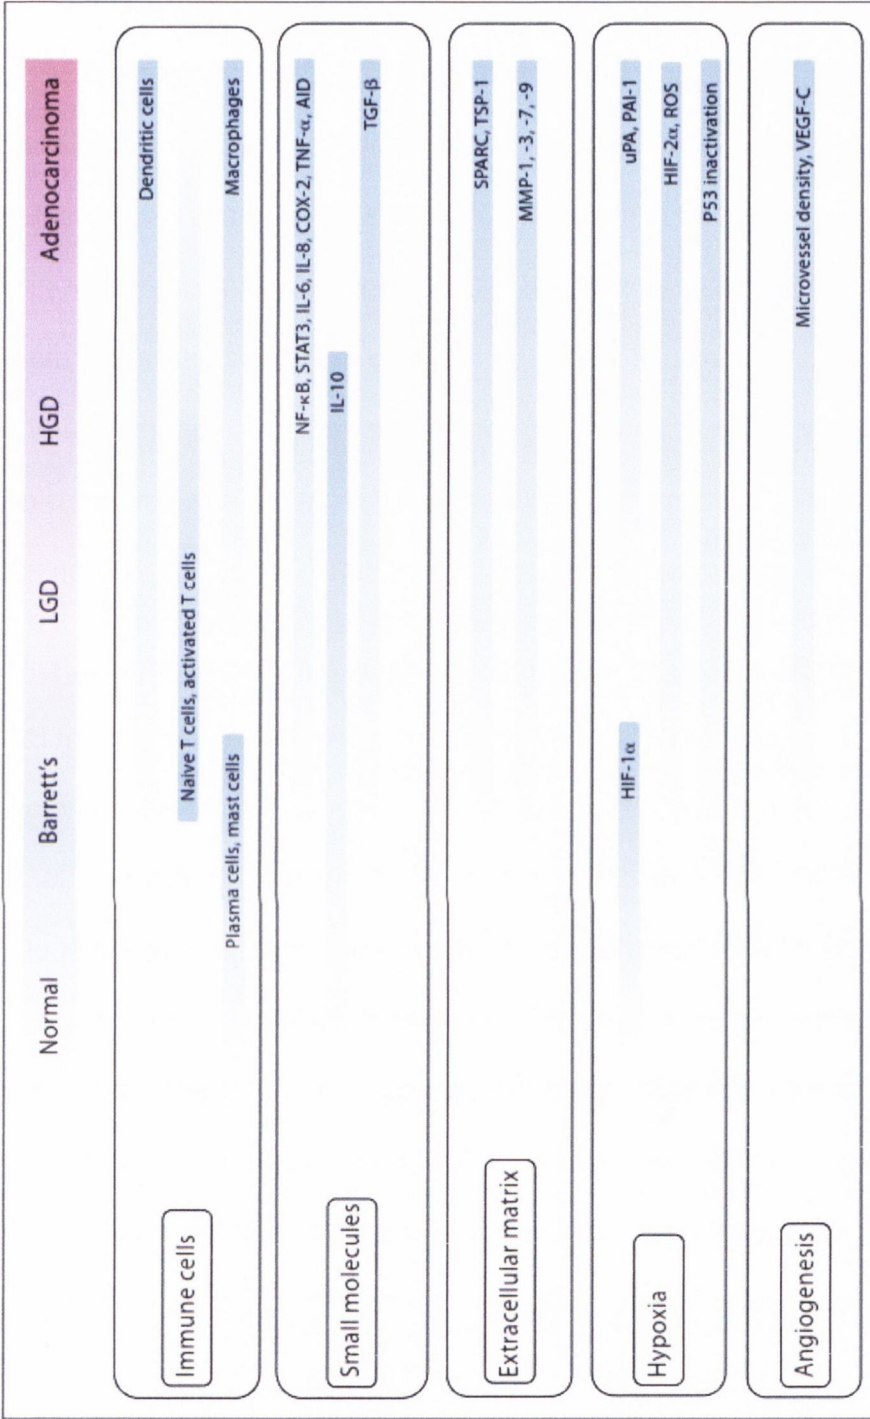 Normal
Barrett's
LGD
HGD
Adenocarcinoma
Immune cells
Dendritic cells
Naive T cells, activated T cells
Plasma cells, mast cells
Macrophages
Small molecules
NF-κB, STAT3, IL-6, IL-8, COX-2, TNF-α, AID
IL-10
TGF-β
Extracellular matrix
SPARC, TSP-1
MMP-1, -3, -7, -9
Hypoxia
HIF-1α
uPA, PAI-1
HIF-2α, ROS
P53 inactivation
Angiogenesis
Microvessel density, VEGF-C